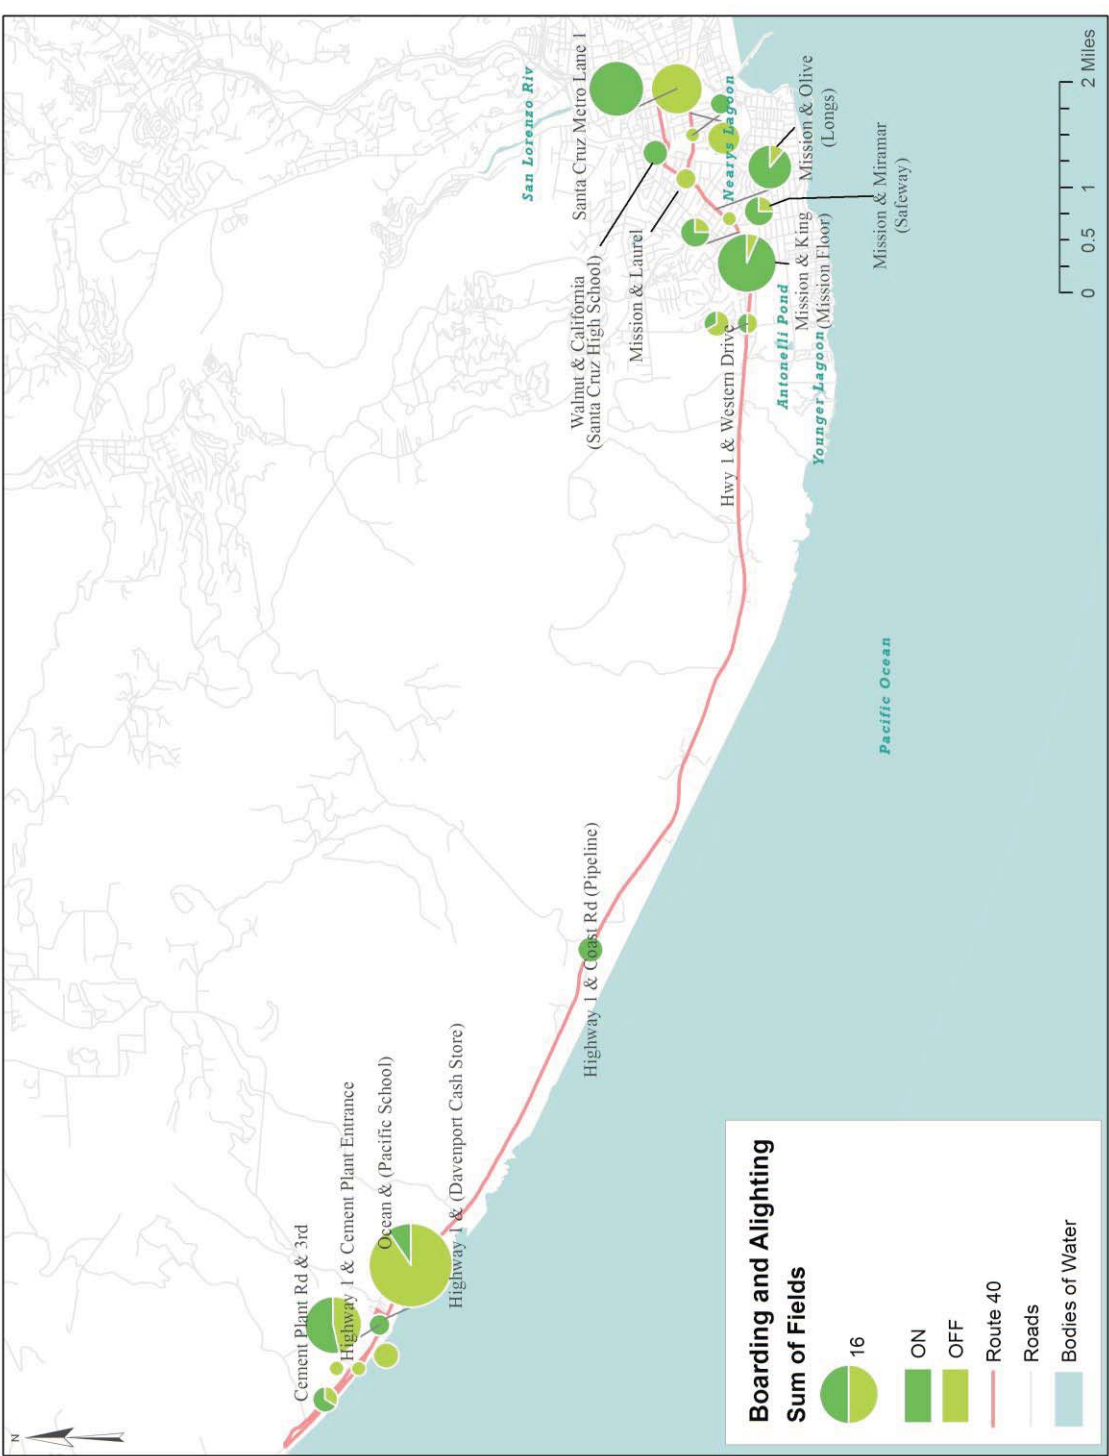 N
San Lorenzo Riv
Santa Cruz Metro Lane 1
Walnut & California
(Santa Cruz High School)
Mission & Laurel
Nearys Lagoon
Mission & Olive
(Longs)
Mission & Miramar
(Safeway)
Mission & King
(Mission Floor)
Antonelli Pond
Younger Lagoon
Hwy 1 & Western Drive
Pacific Ocean
Highway 1 & Coast Rd (Pipeline)
Cement Plant Rd & 3rd
Highway 1 & Cement Plant Entrance
Ocean & (Pacific School)
Highway 1 & (Davenport Cash Store)
Boarding and Alighting
Sum of Fields
16
ON
OFF
Route 40
Roads
Bodies of Water
0 0.5 1 2 Miles